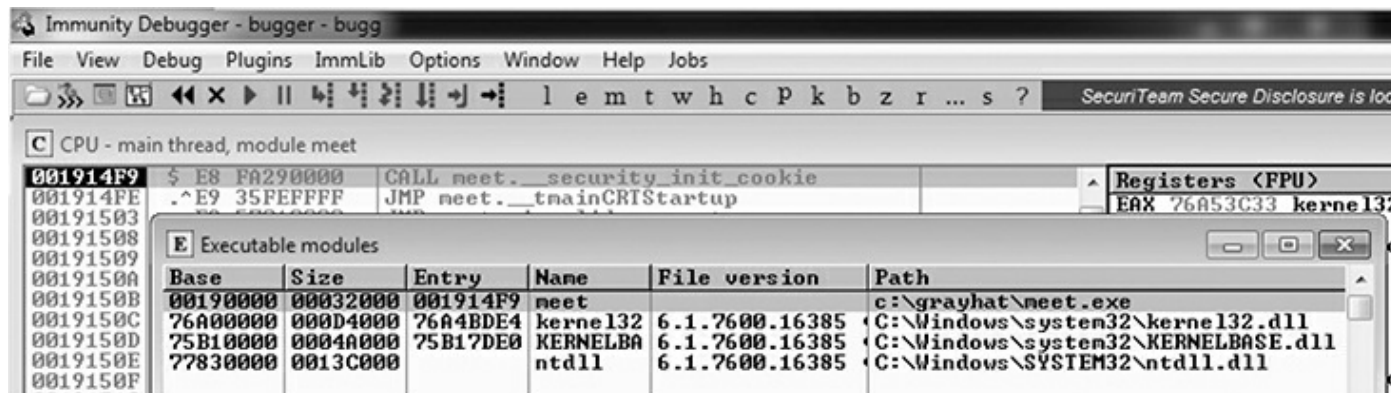 Immunity Debugger - bugger - bugg
File View Debug Plugins ImmLib Options Window Help Jobs
l e m t w h c P k b z r ... s ? SecuriTeam Secure Disclosure is loo
C CPU - main thread, module meet
001914F9 $ E8 FA290000 CALL meet.__security_init_cookie
001914FE .^E9 35FEFFFF JMP meet.__tmainCRTStartup
Registers (FPU)
00191503
EAX 76A53C33 kernel32
00191508
00191509
0019150A
0019150B
0019150C
0019150D
0019150E
0019150F
E Executable modules
Base Size Entry Name File version Path
00190000 00032000 001914F9 meet c:\grayhat\meet.exe
76A00000 000D4000 76A4BDE4 kernel32 6.1.7600.16385 C:\Windows\system32\kernel32.dll
75B10000 0004A000 75B17DE0 KERNELBA 6.1.7600.16385 C:\Windows\system32\KERNELBASE.dll
77830000 0013C000 ntdll 6.1.7600.16385 C:\Windows\SYSTEM32\ntdll.dll